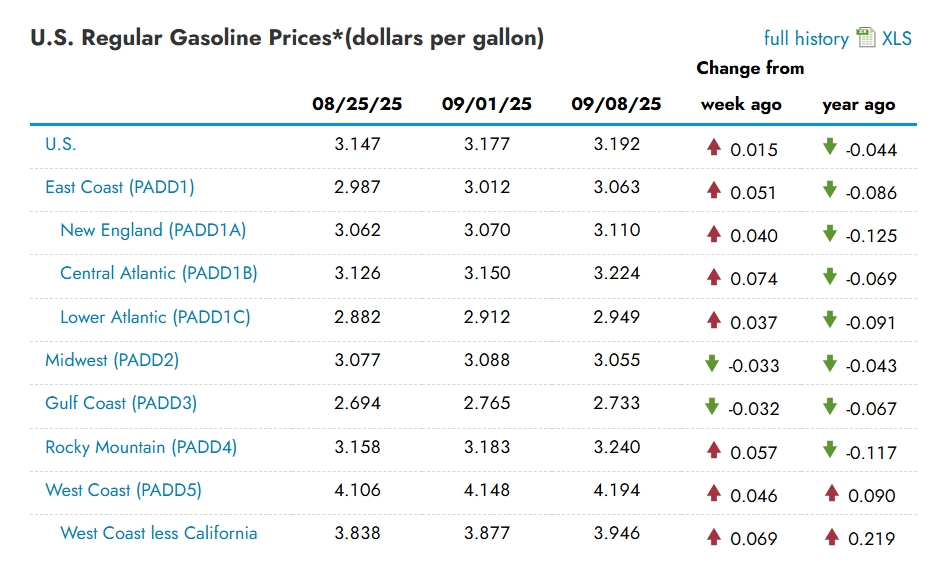 U.S. Regular Gasoline Prices*(dollars per gallon) full history XLS
Change from
08/25/25 09/01/25 09/08/25 week ago year ago
U.S. 3.147 3.177 3.192 0.015 -0.044
East Coast (PADD1) 2.987 3.012 3.063 0.051 -0.086
New England (PADD1A) 3.062 3.070 3.110 0.040 -0.125
Central Atlantic (PADD1B) 3.126 3.150 3.224 0.074 -0.069
Lower Atlantic (PADD1C) 2.882 2.912 2.949 0.037 -0.091
Midwest (PADD2) 3.077 3.088 3.055 -0.033 -0.043
Gulf Coast (PADD3) 2.694 2.765 2.733 -0.032 -0.067
Rocky Mountain (PADD4) 3.158 3.183 3.240 0.057 -0.117
West Coast (PADD5) 4.106 4.148 4.194 0.046 0.090
West Coast less California 3.838 3.877 3.946 0.069 0.219